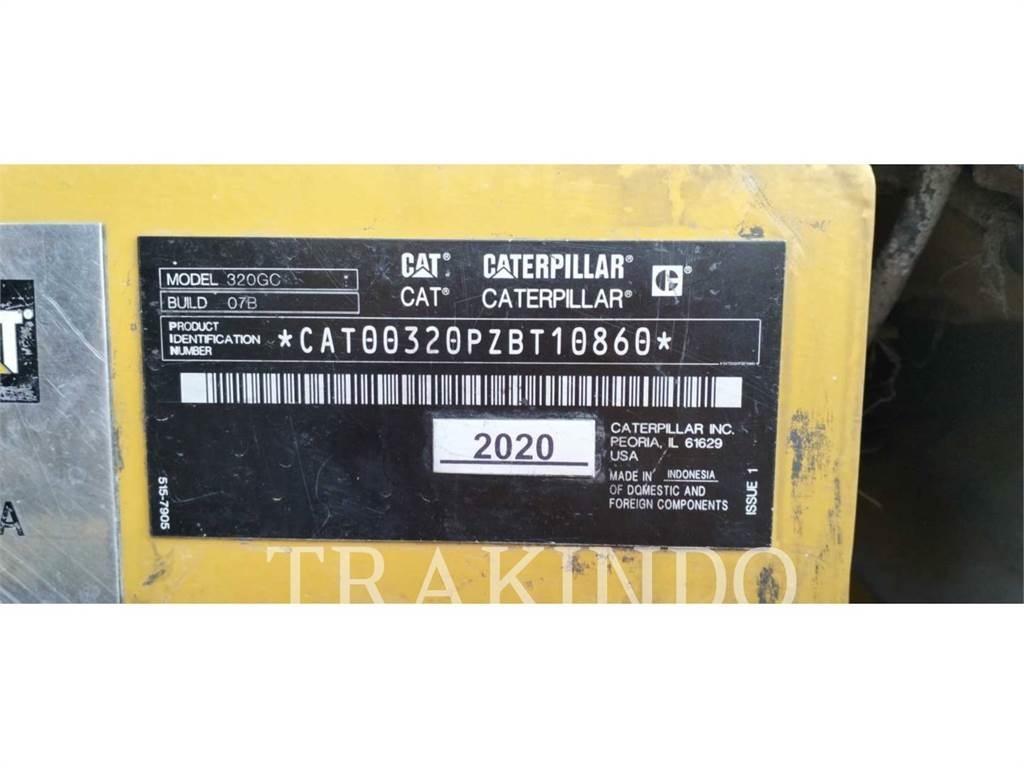 MODEL 320GC
BUILD 07B
CAT® CATERPILLAR® C®
CAT® CATERPILLAR®
PRODUCT
IDENTIFICATION
NUMBER
*CAT00320PZBT10860*
2020
CATERPILLAR INC.
PEORIA, IL 61629
USA
MADE IN INDONESIA
OF DOMESTIC AND
FOREIGN COMPONENTS
ISSUE 1
515-7905
T
A
TRAKINDO